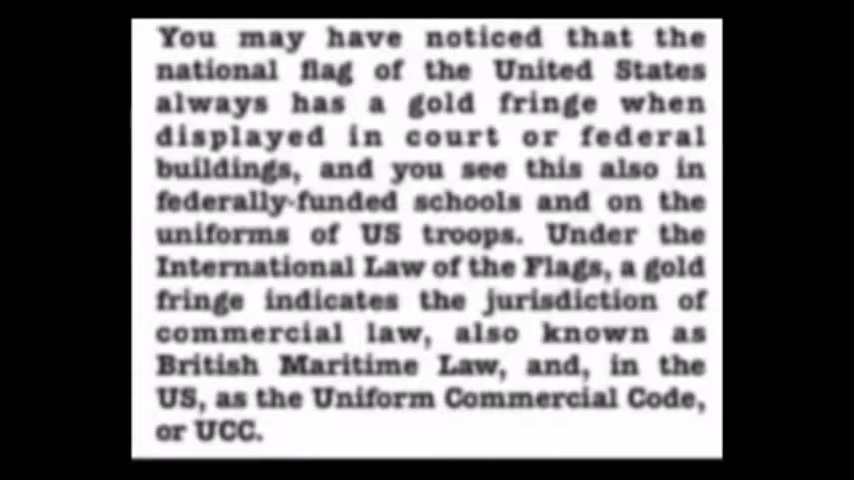 You may have noticed that the
national flag of the United States
always has a gold fringe when
displayed in court or federal
buildings, and you see this also in
federally-funded schools and on the
uniforms of US troops. Under the
International Law of the Flags, a gold
fringe indicates the jurisdiction of
commercial law, also known as
British Maritime Law, and, in the
US, as the Uniform Commercial Code,
or UCC.